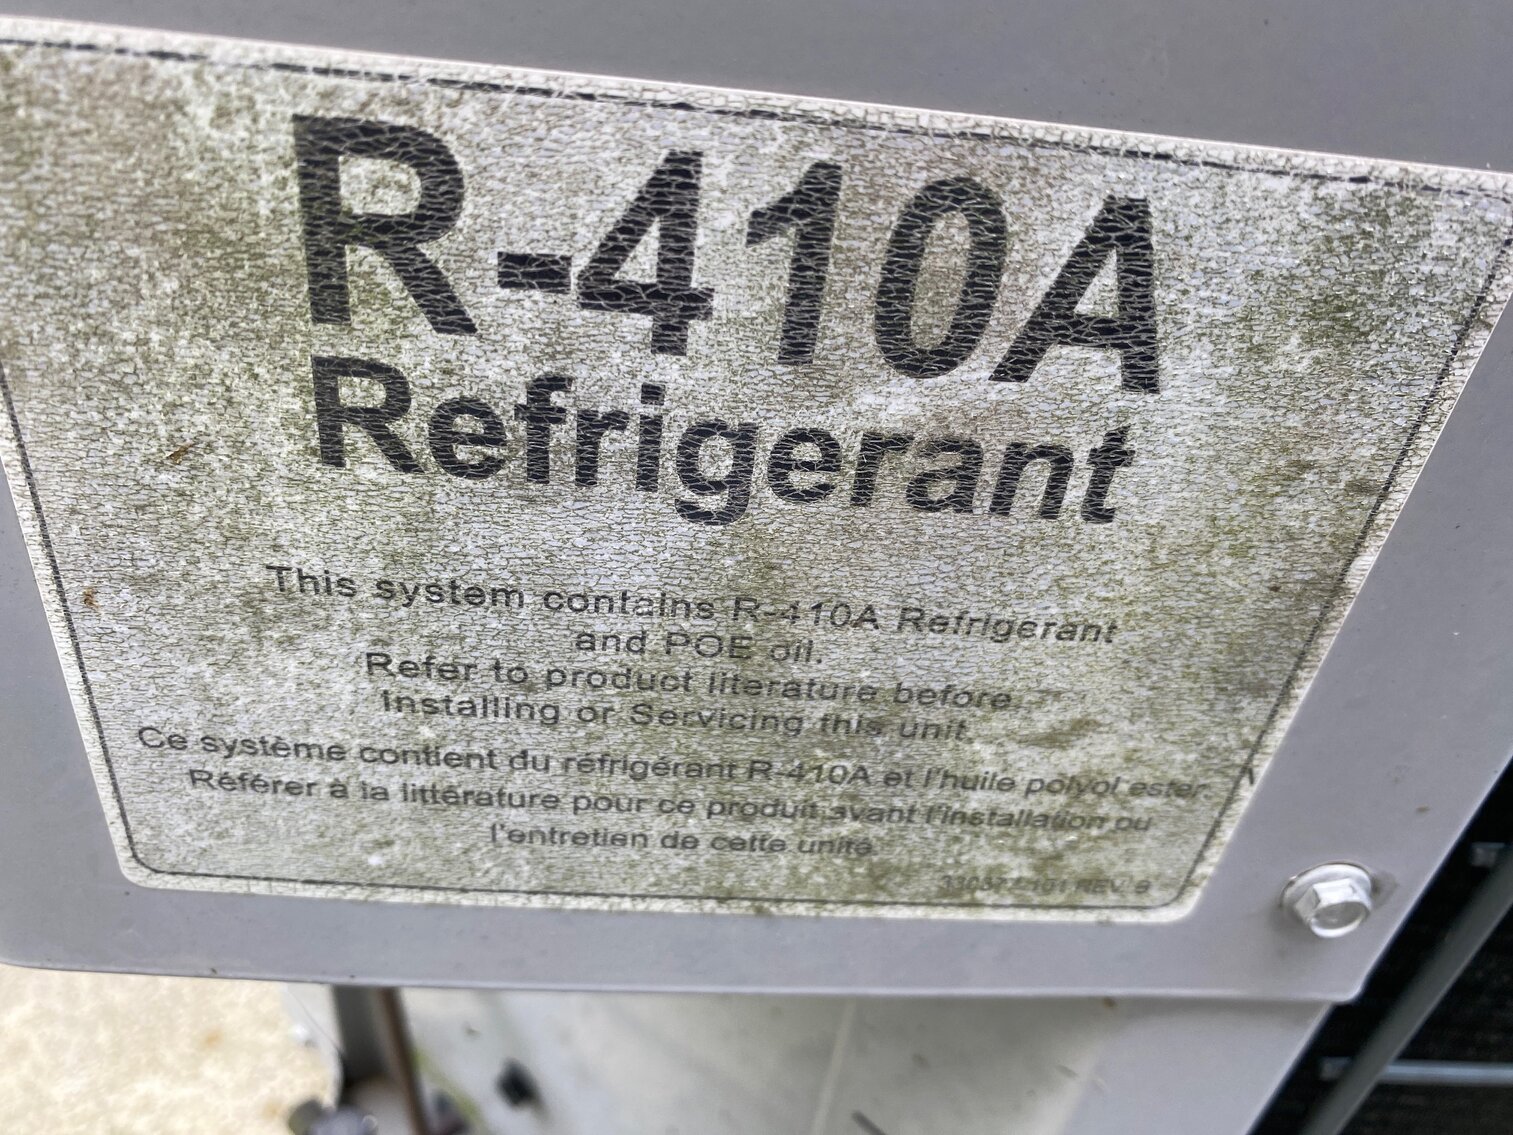 R-410A
Refrigerant
This system contains R-410A Refrigerant
and POE oil.
Refer to product literature before
Installing or Servicing this unit.
Ce système contient du réfrigérant R-410A et l'huile polyol ester.
Référer à la littérature pour ce produit avant l'installation ou
l'entretien de cette unité.
REV. B